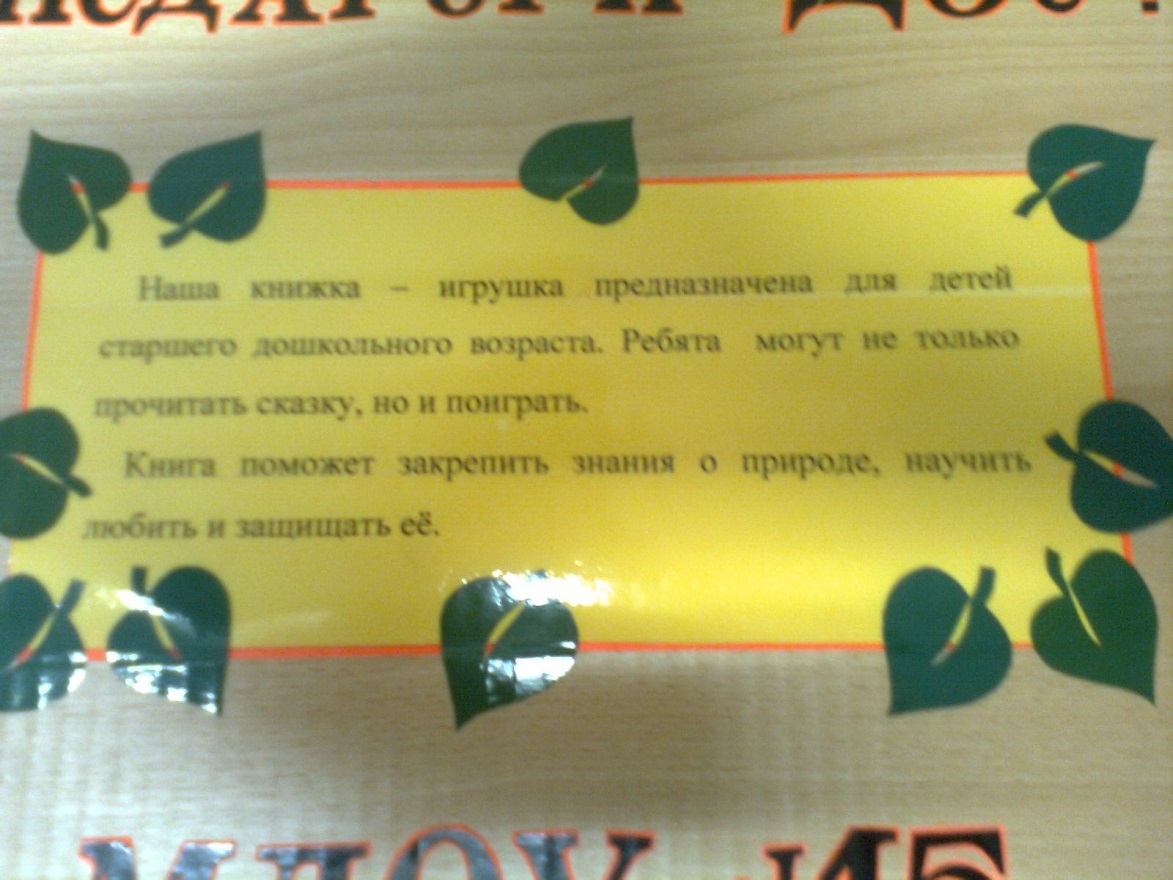 Наша книжка – игрушка предназначена для детей
старшего дошкольного возраста. Ребята могут не только
прочитать сказку, но и поиграть.
Книга поможет закрепить знания о природе, научить
любить и защищать её.